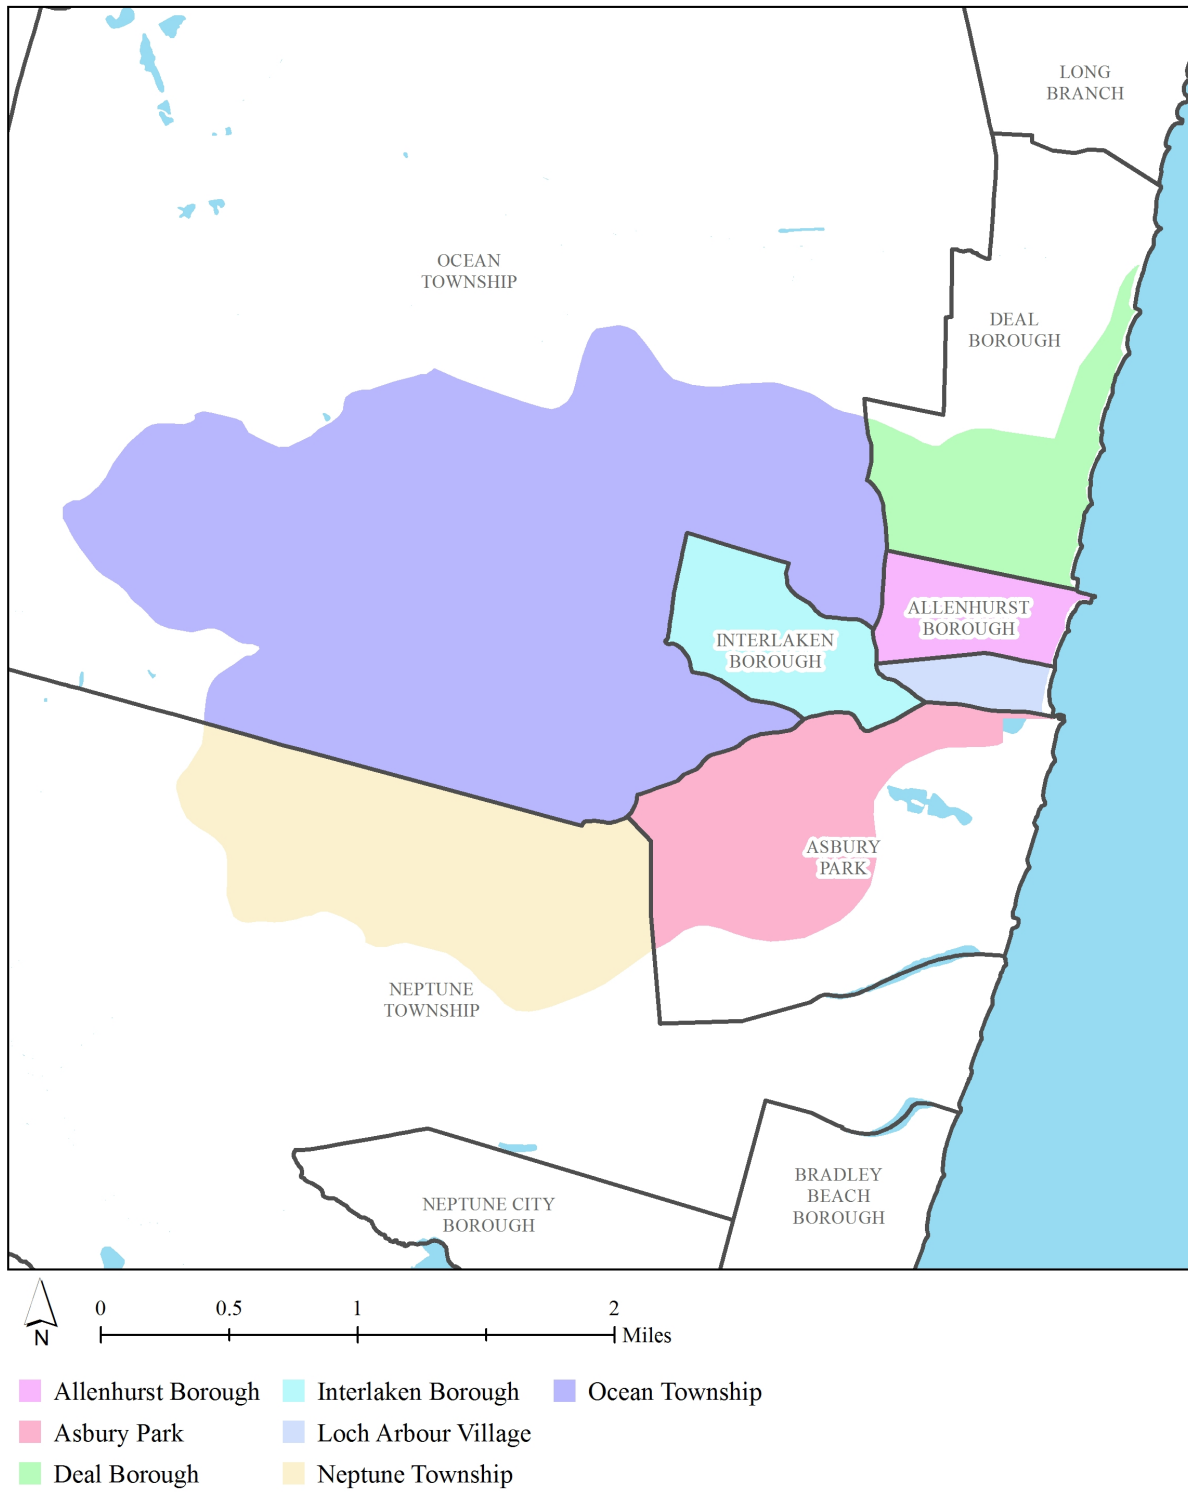 LONG
BRANCH
OCEAN
TOWNSHIP
DEAL
BOROUGH
ALLENHURST
BOROUGH
INTERLAKEN
BOROUGH
ASBURY
PARK
NEPTUNE
TOWNSHIP
BRADLEY
BEACH
BOROUGH
NEPTUNE CITY
BOROUGH
N
0 0.5 1 2
Miles
Allenhurst Borough Interlaken Borough Ocean Township
Asbury Park Loch Arbour Village
Deal Borough Neptune Township